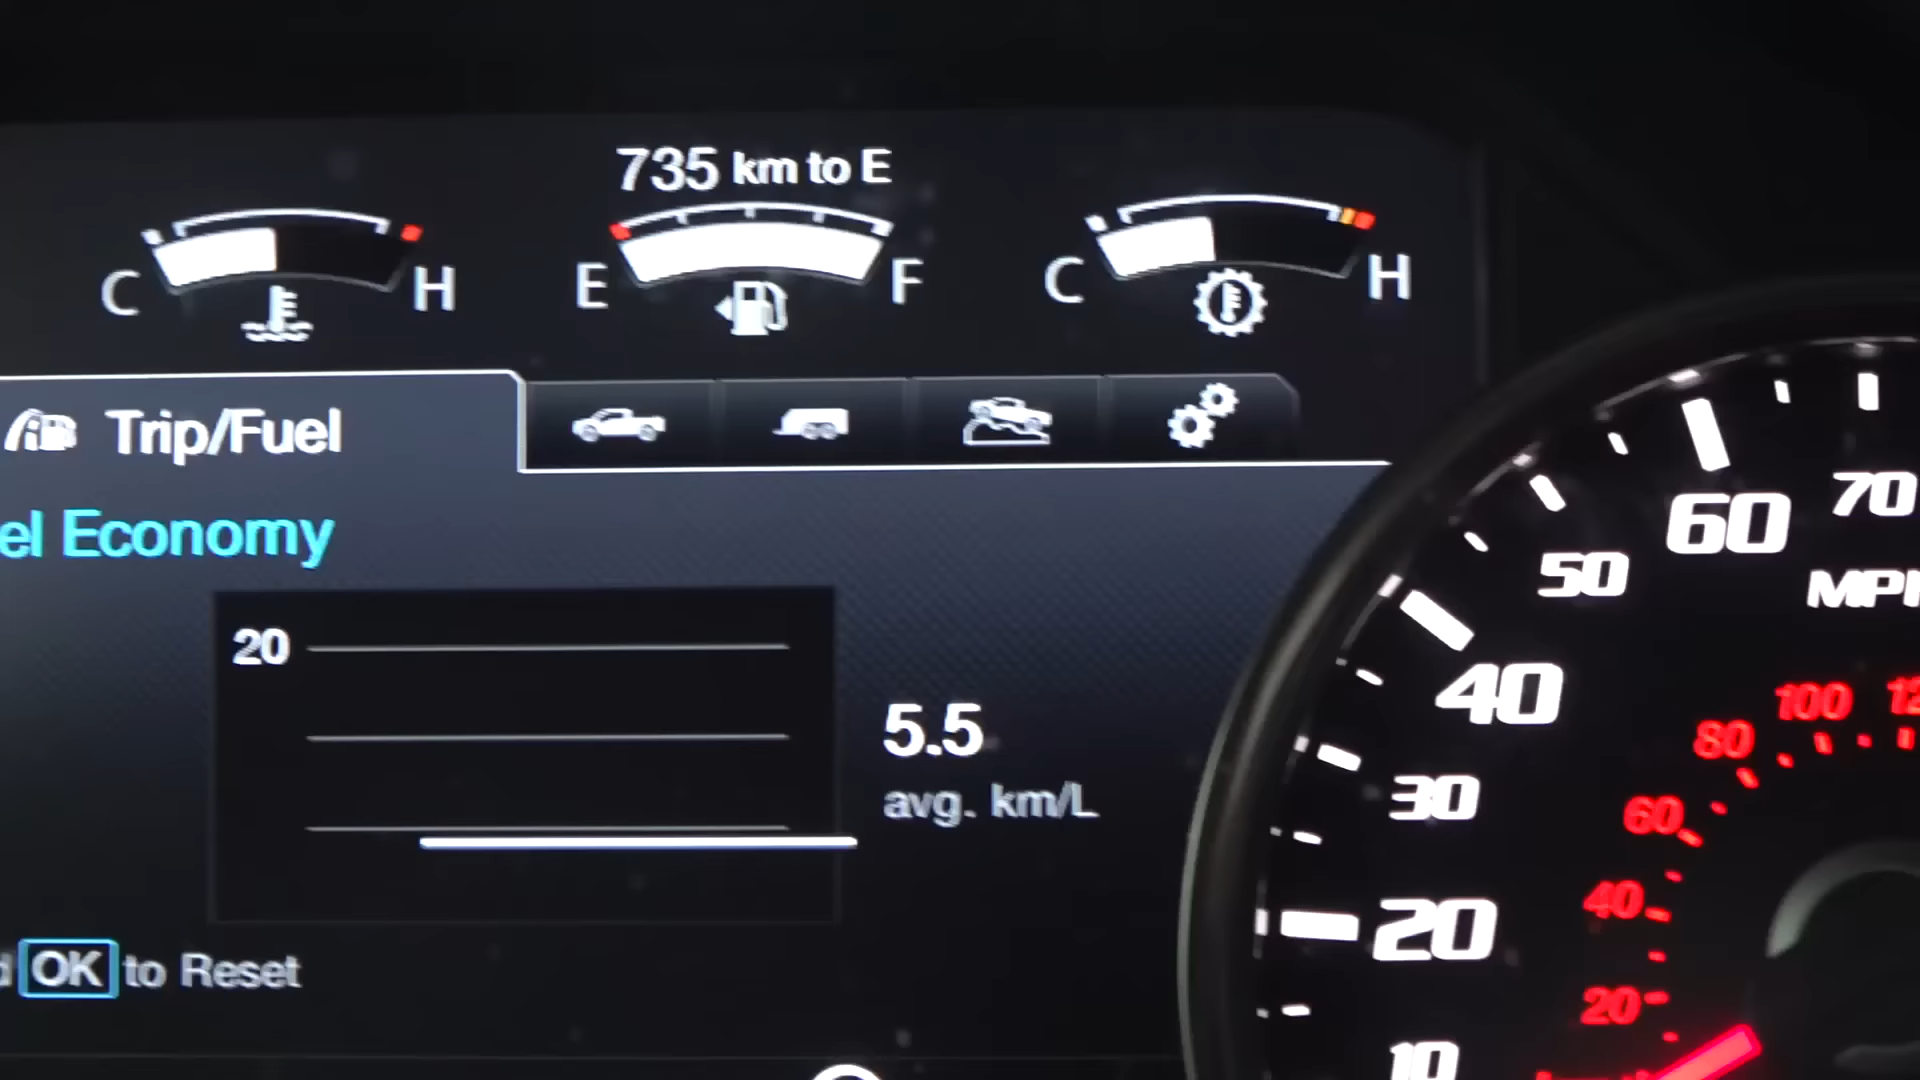 735 km to E
C H
E F
C H
Trip/Fuel
el Economy
20
5.5
avg. km/L
d OK to Reset
10
20
30
40
50
60
70
MPH
20
40
60
80
100